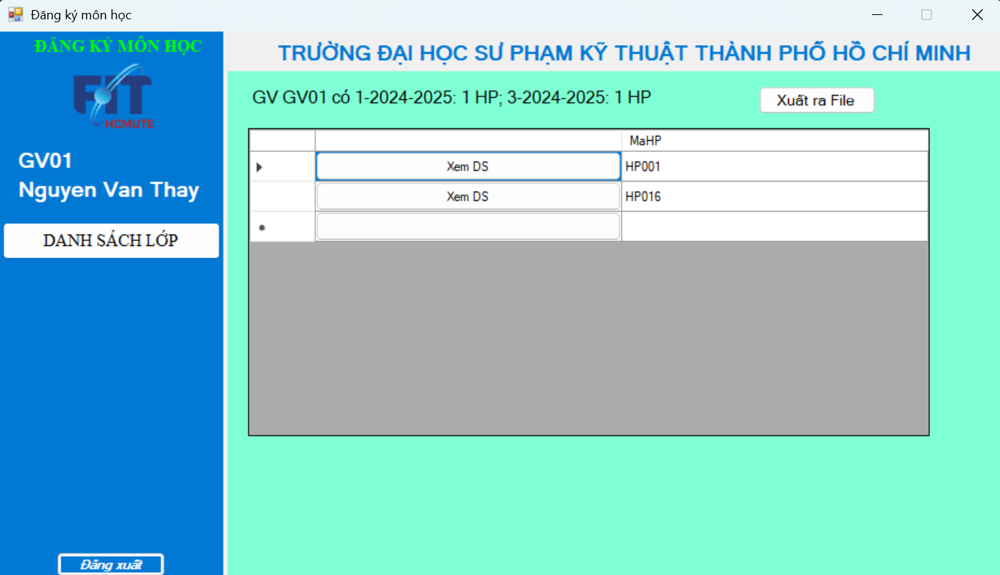 Đăng ký môn học
ĐĂNG KÝ MÔN HỌC
FIT
HCMUTE
GV01
Nguyen Van Thay
DANH SÁCH LỚP
Đăng xuất
TRƯỜNG ĐẠI HỌC SƯ PHẠM KỸ THUẬT THÀNH PHỐ HỒ CHÍ MINH
GV GV01 có 1-2024-2025: 1 HP; 3-2024-2025: 1 HP
Xuất ra File
MaHP
Xem DS HP001
Xem DS HP016